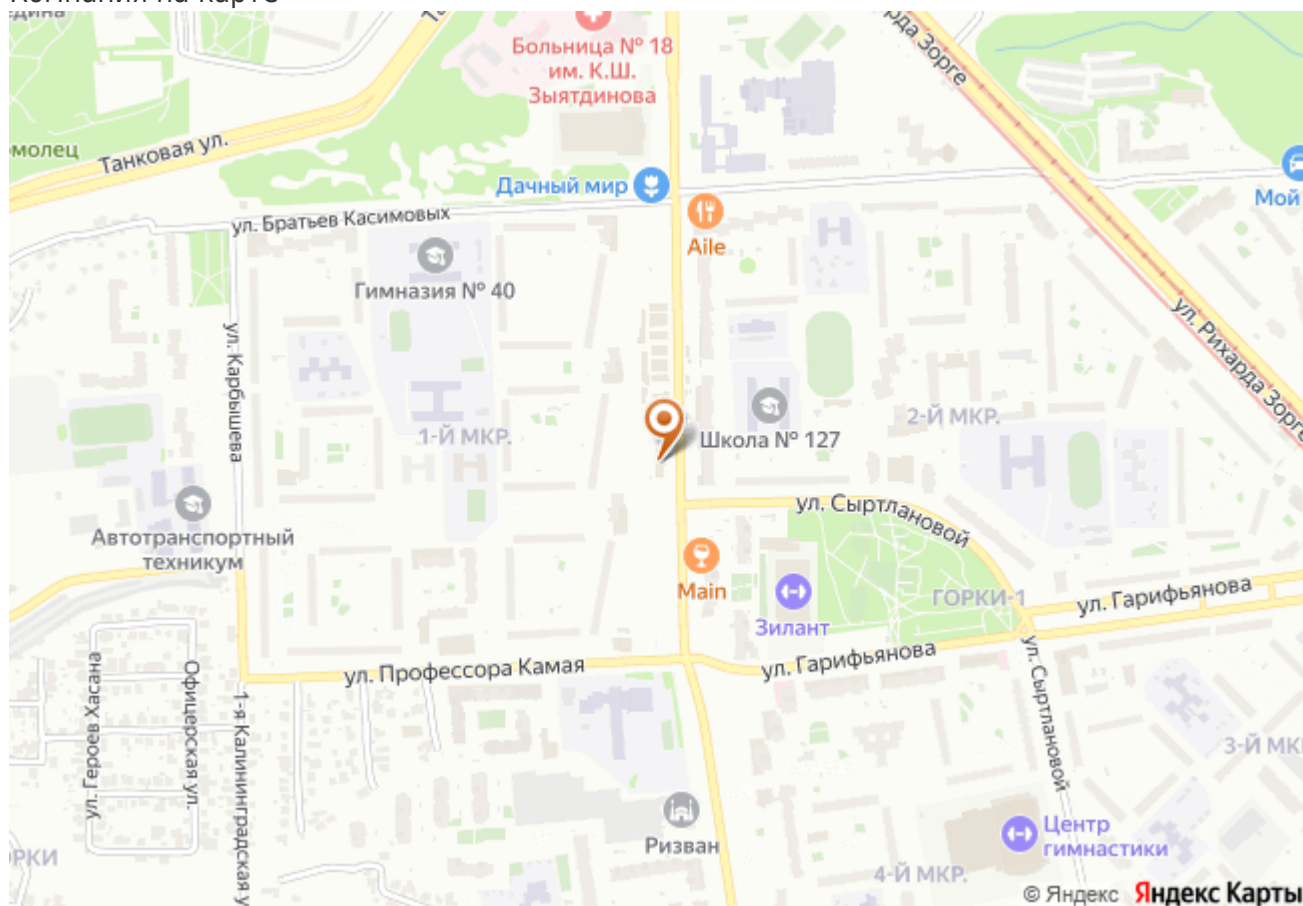 Больница № 18
им. К.Ш.
Зыятдинова
Зорге
молец
Танковая ул.
Дачный мир
Мой
ул. Братьев Касимовых
Aile
Гимназия № 40
ул. Рихарда Зорге
ул. Карбышева
1-Й МКР.
Школа № 127
2-Й МКР.
ул. Сыртлановой
Автотранспортный
техникум
Main
Зилант
ГОРКИ-1
ул. Гарифьянова
ул. Профессора Камая
ул. Гарифьянова
ул. Сыртлановой
ул. Героев Хасана
Офицерская ул.
1-я Калининградская у
3-Й МК
Ризван
Центр
гимнастики
РКИ
4-Й МКР.
© Яндекс Яндекс Карты